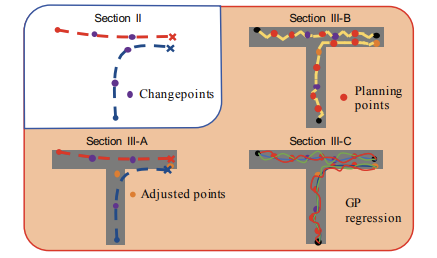 Section II
Changepoints
Section III-B
Planning
points
Section III-A
Adjusted points
Section III-C
GP
regression